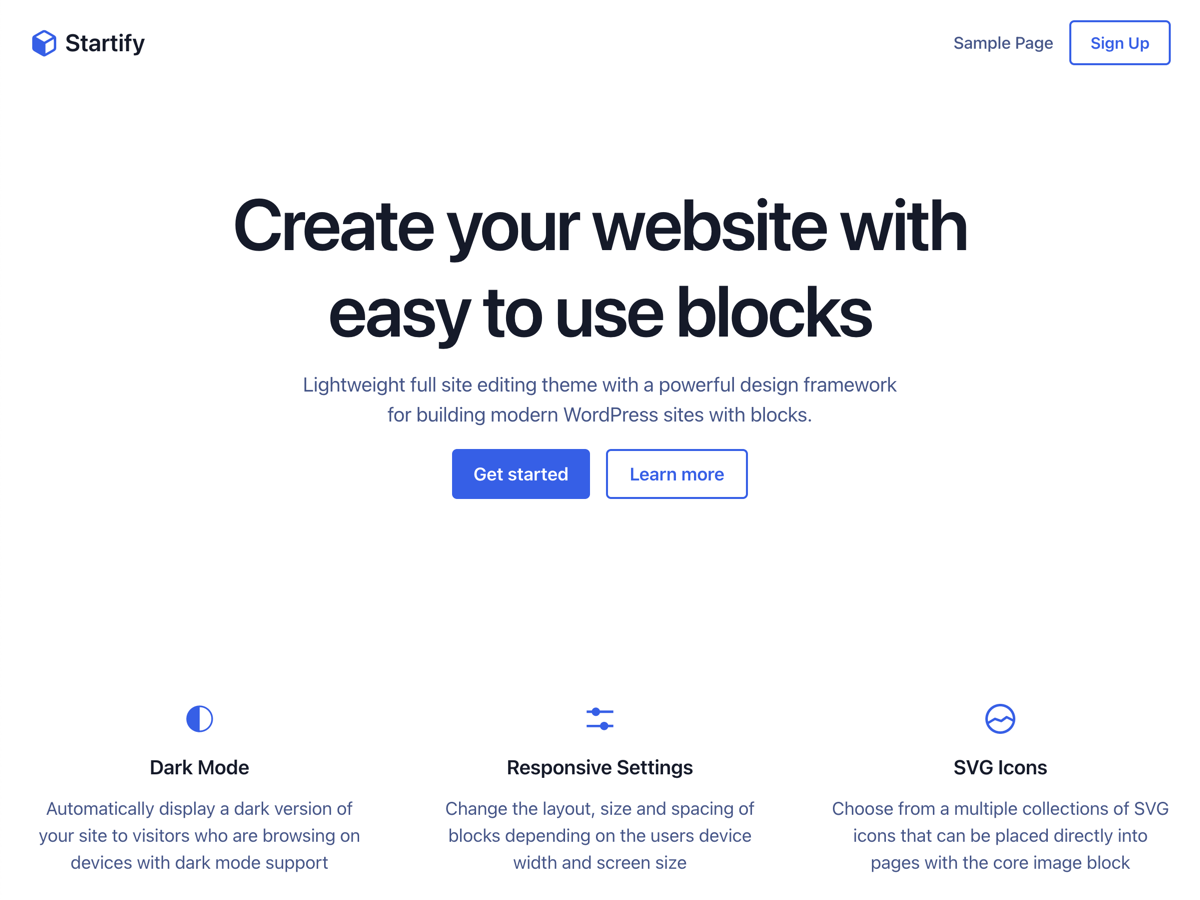 Startify
Sample Page
Sign Up
Create your website with
easy to use blocks
Lightweight full site editing theme with a powerful design framework
for building modern WordPress sites with blocks.
Get started
Learn more
Dark Mode
Automatically display a dark version of
your site to visitors who are browsing on
devices with dark mode support
Responsive Settings
Change the layout, size and spacing of
blocks depending on the users device
width and screen size
SVG Icons
Choose from a multiple collections of SVG
icons that can be placed directly into
pages with the core image block